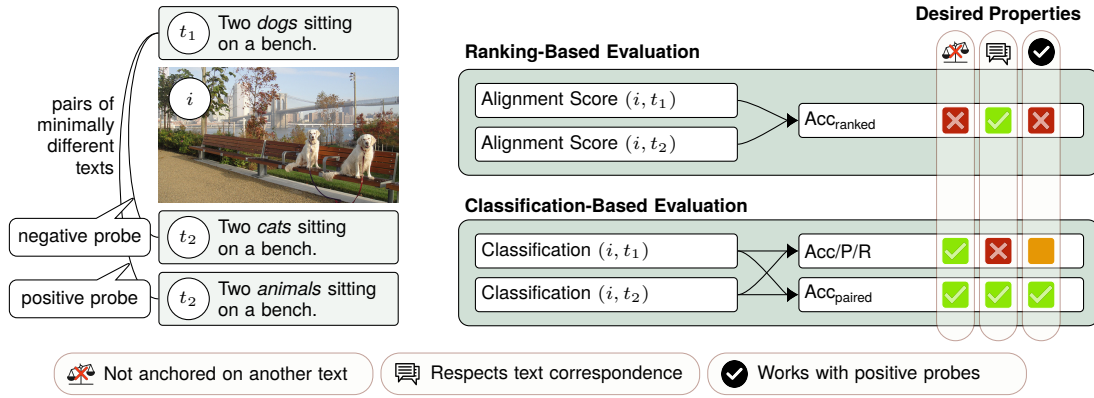 t₁ Two dogs sitting
on a bench.
i
pairs of
minimally
different
texts
negative probe
t₂ Two cats sitting
on a bench.
positive probe
t₂ Two animals sitting
on a bench.
Desired Properties
Ranking-Based Evaluation
Alignment Score (i, t₁)
Alignment Score (i, t₂)
Accranked
Classification-Based Evaluation
Classification (i, t₁)
Classification (i, t₂)
Acc/P/R
Accpaired
Not anchored on another text
Respects text correspondence
Works with positive probes